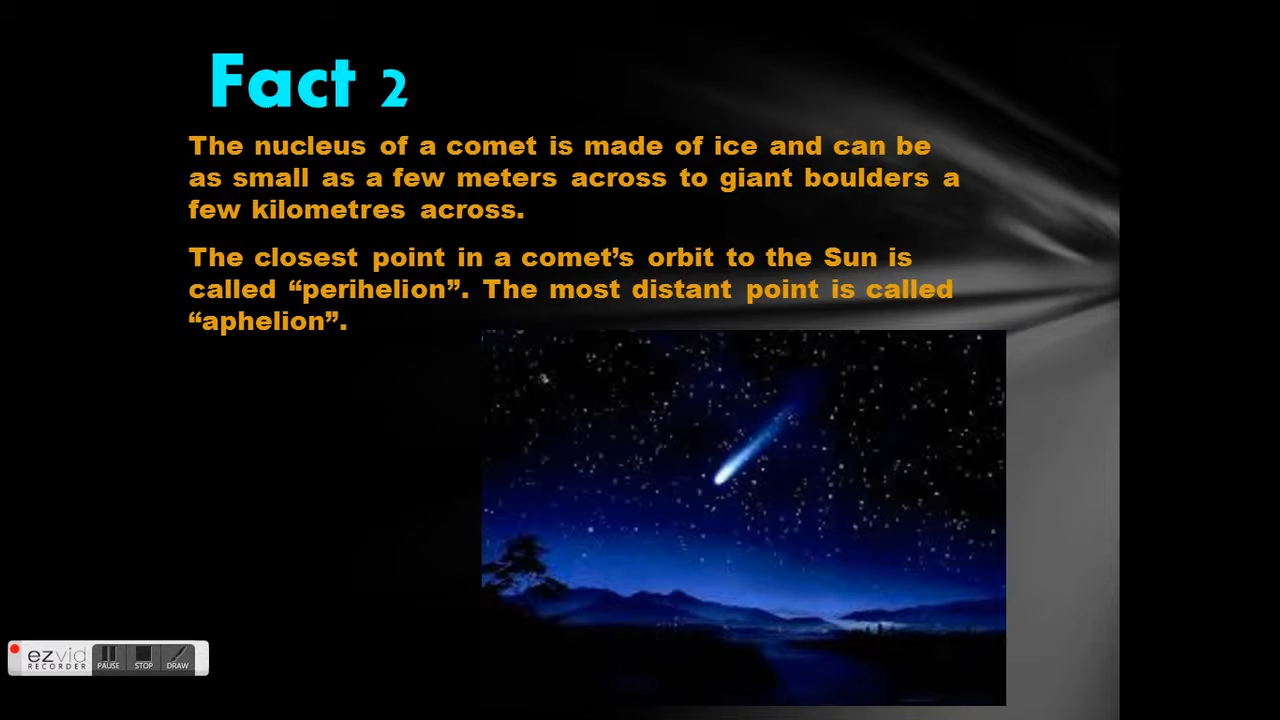 Fact 2
The nucleus of a comet is made of ice and can be
as small as a few meters across to giant boulders a
few kilometres across.
The closest point in a comet’s orbit to the Sun is
called “perihelion”. The most distant point is called
“aphelion”.
ezvid
RECORDER
PAUSE
STOP
DRAW